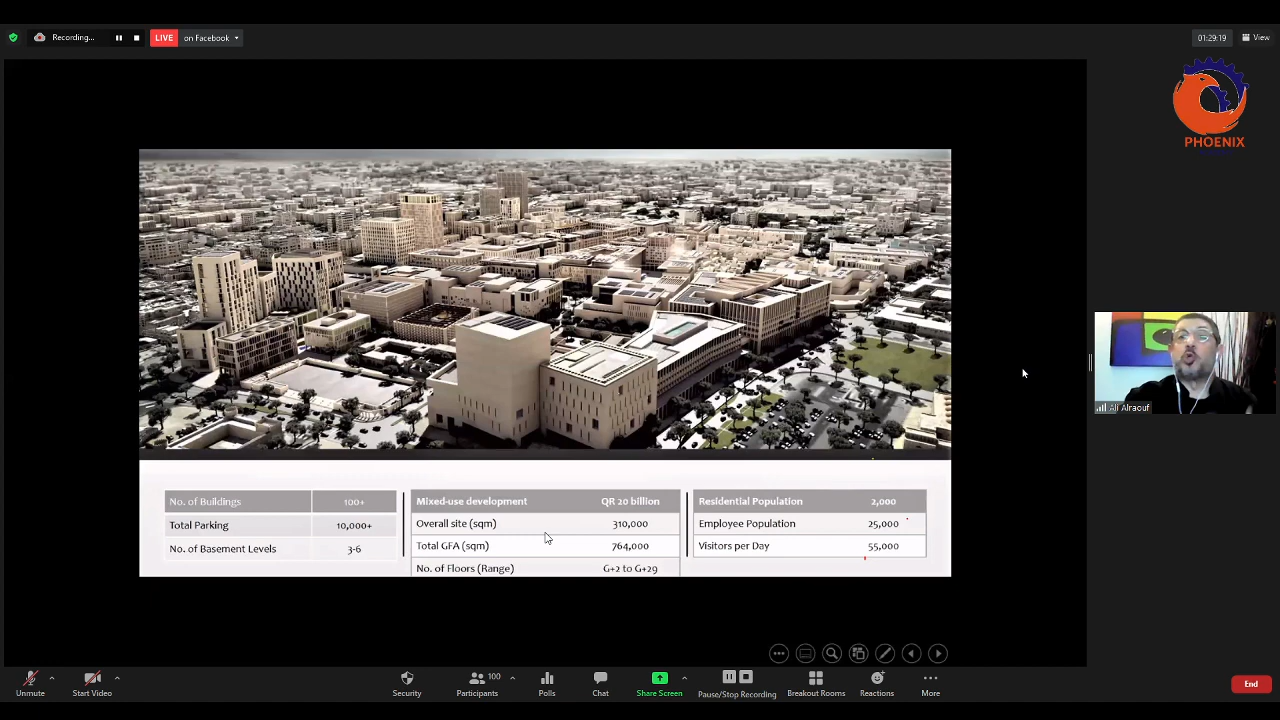 Recording...
LIVE on Facebook
01:29:19 View
PHOENIX
Ali Alraouf
No. of Buildings 100+
Total Parking 10,000+
No. of Basement Levels 3-6
Mixed-use development QR 20 billion
Overall site (sqm) 310,000
Total GFA (sqm) 764,000
No. of Floors (Range) G+2 to G+29
Residential Population 2,000
Employee Population 25,000
Visitors per Day 55,000
Unmute
Start Video
Security
Participants 100
Polls
Chat
Share Screen
Pause/Stop Recording
Breakout Rooms
Reactions
More
End